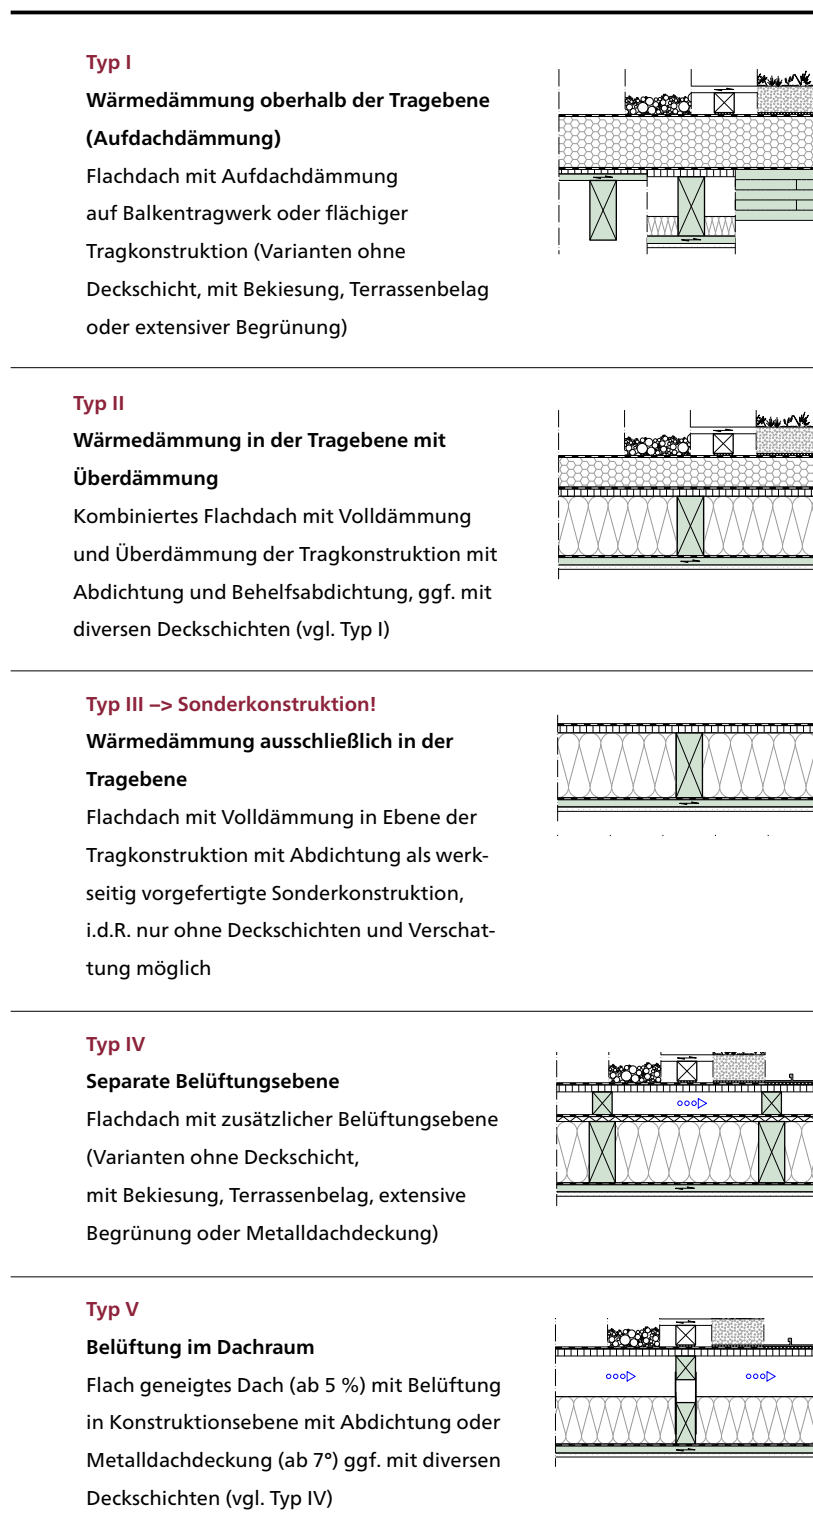 Typ I
Wärmedämmung oberhalb der Tragebene
(Aufdachdämmung)
Flachdach mit Aufdachdämmung
auf Balkentragwerk oder flächiger
Tragkonstruktion (Varianten ohne
Deckschicht, mit Bekiesung, Terrassenbelag
oder extensiver Begrünung)
Typ II
Wärmedämmung in der Tragebene mit
Überdämmung
Kombiniertes Flachdach mit Volldämmung
und Überdämmung der Tragkonstruktion mit
Abdichtung und Behelfsabdichtung, ggf. mit
diversen Deckschichten (vgl. Typ I)
Typ III –> Sonderkonstruktion!
Wärmedämmung ausschließlich in der
Tragebene
Flachdach mit Volldämmung in Ebene der
Tragkonstruktion mit Abdichtung als werk-
seitig vorgefertigte Sonderkonstruktion,
i.d.R. nur ohne Deckschichten und Verschat-
tung möglich
Typ IV
Separate Belüftungsebene
Flachdach mit zusätzlicher Belüftungsebene
(Varianten ohne Deckschicht,
mit Bekiesung, Terrassenbelag, extensive
Begrünung oder Metalldachdeckung)
Typ V
Belüftung im Dachraum
Flach geneigtes Dach (ab 5 %) mit Belüftung
in Konstruktionsebene mit Abdichtung oder
Metalldachdeckung (ab 7°) ggf. mit diversen
Deckschichten (vgl. Typ IV)